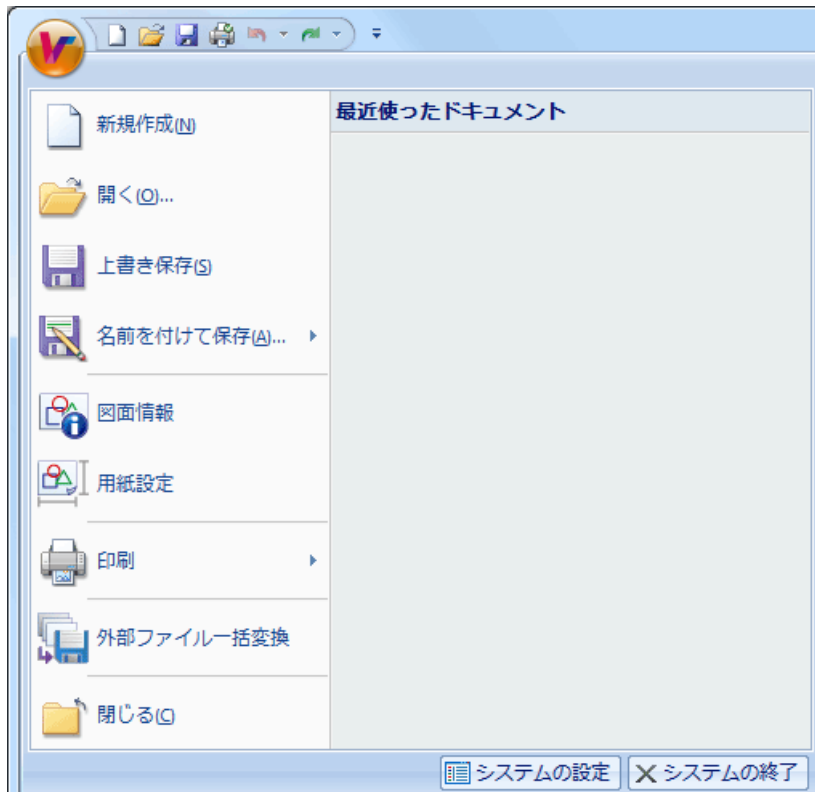 最近使ったドキュメント
新規作成(N)
開く(O)...
上書き保存(S)
名前を付けて保存(A)...
図面情報
用紙設定
印刷
外部ファイル一括変換
閉じる(C)
システムの設定
システムの終了